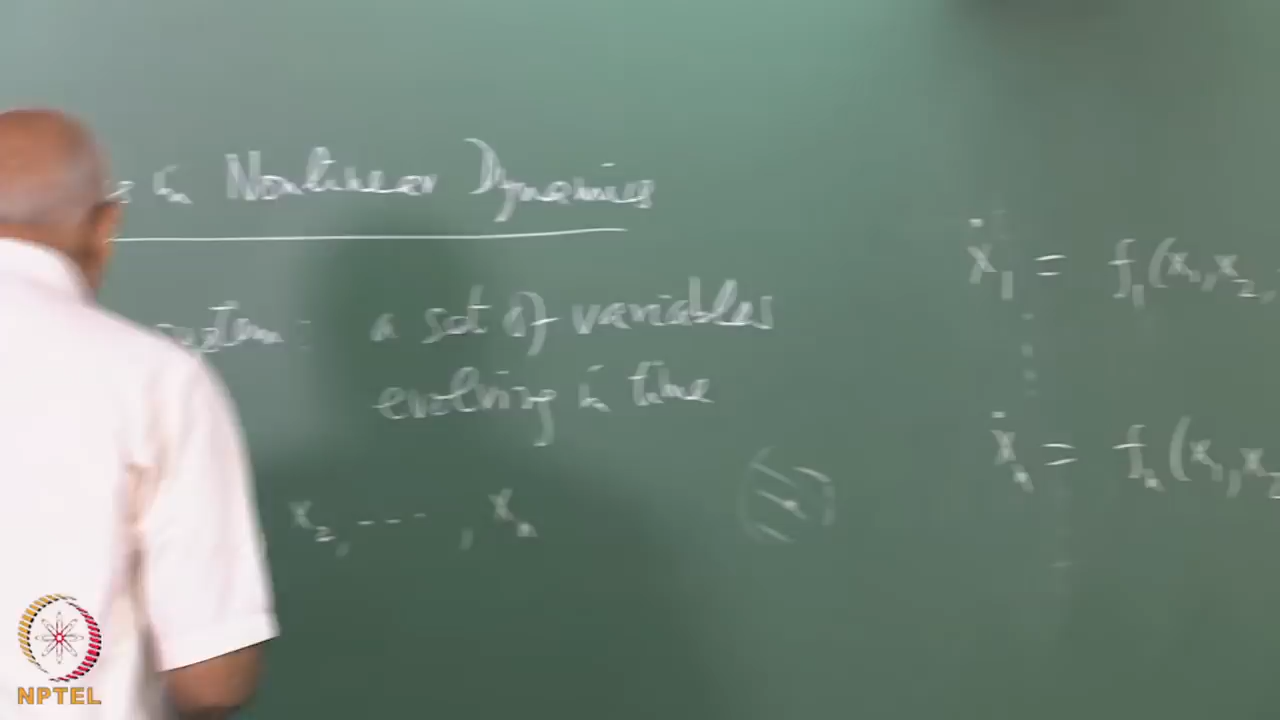 in Nonlinear Dynamics
a set of variables
evolving in time
x₂, ---- , xₙ
ẋ₁ = f₁(x₁, x₂,
ẋₙ = fₙ(x₁, x₂
NPTEL